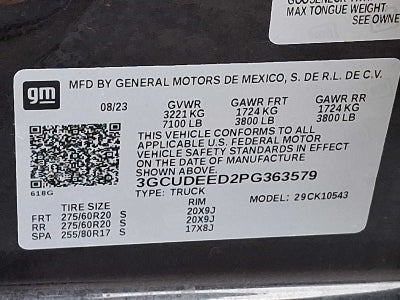 GOOSENECK
MAX TONGUE WEIGHT:
SEE OWNE
gm
MFD BY GENERAL MOTORS DE MEXICO, S. DE R.L. DE C.V.
08/23 GVWR GAWR FRT GAWR RR
3221 KG 1724 KG 1724 KG
7100 LB 3800 LB 3800 LB
THIS VEHICLE CONFORMS TO ALL
APPLICABLE U.S. FEDERAL MOTOR VEHICLE
SAFETY STANDARDS IN EFFECT ON
THE DATE OF MANUFACTURE SHOWN ABOVE.
3GCUDEED2PG363579
618G
TYPE: TRUCK MODEL: 29CK10543
TIRE SIZE RIM
FRT 275/60R20 S 20X9J
RR 275/60R20 S 20X9J
SPA 255/80R17 S 17X8J